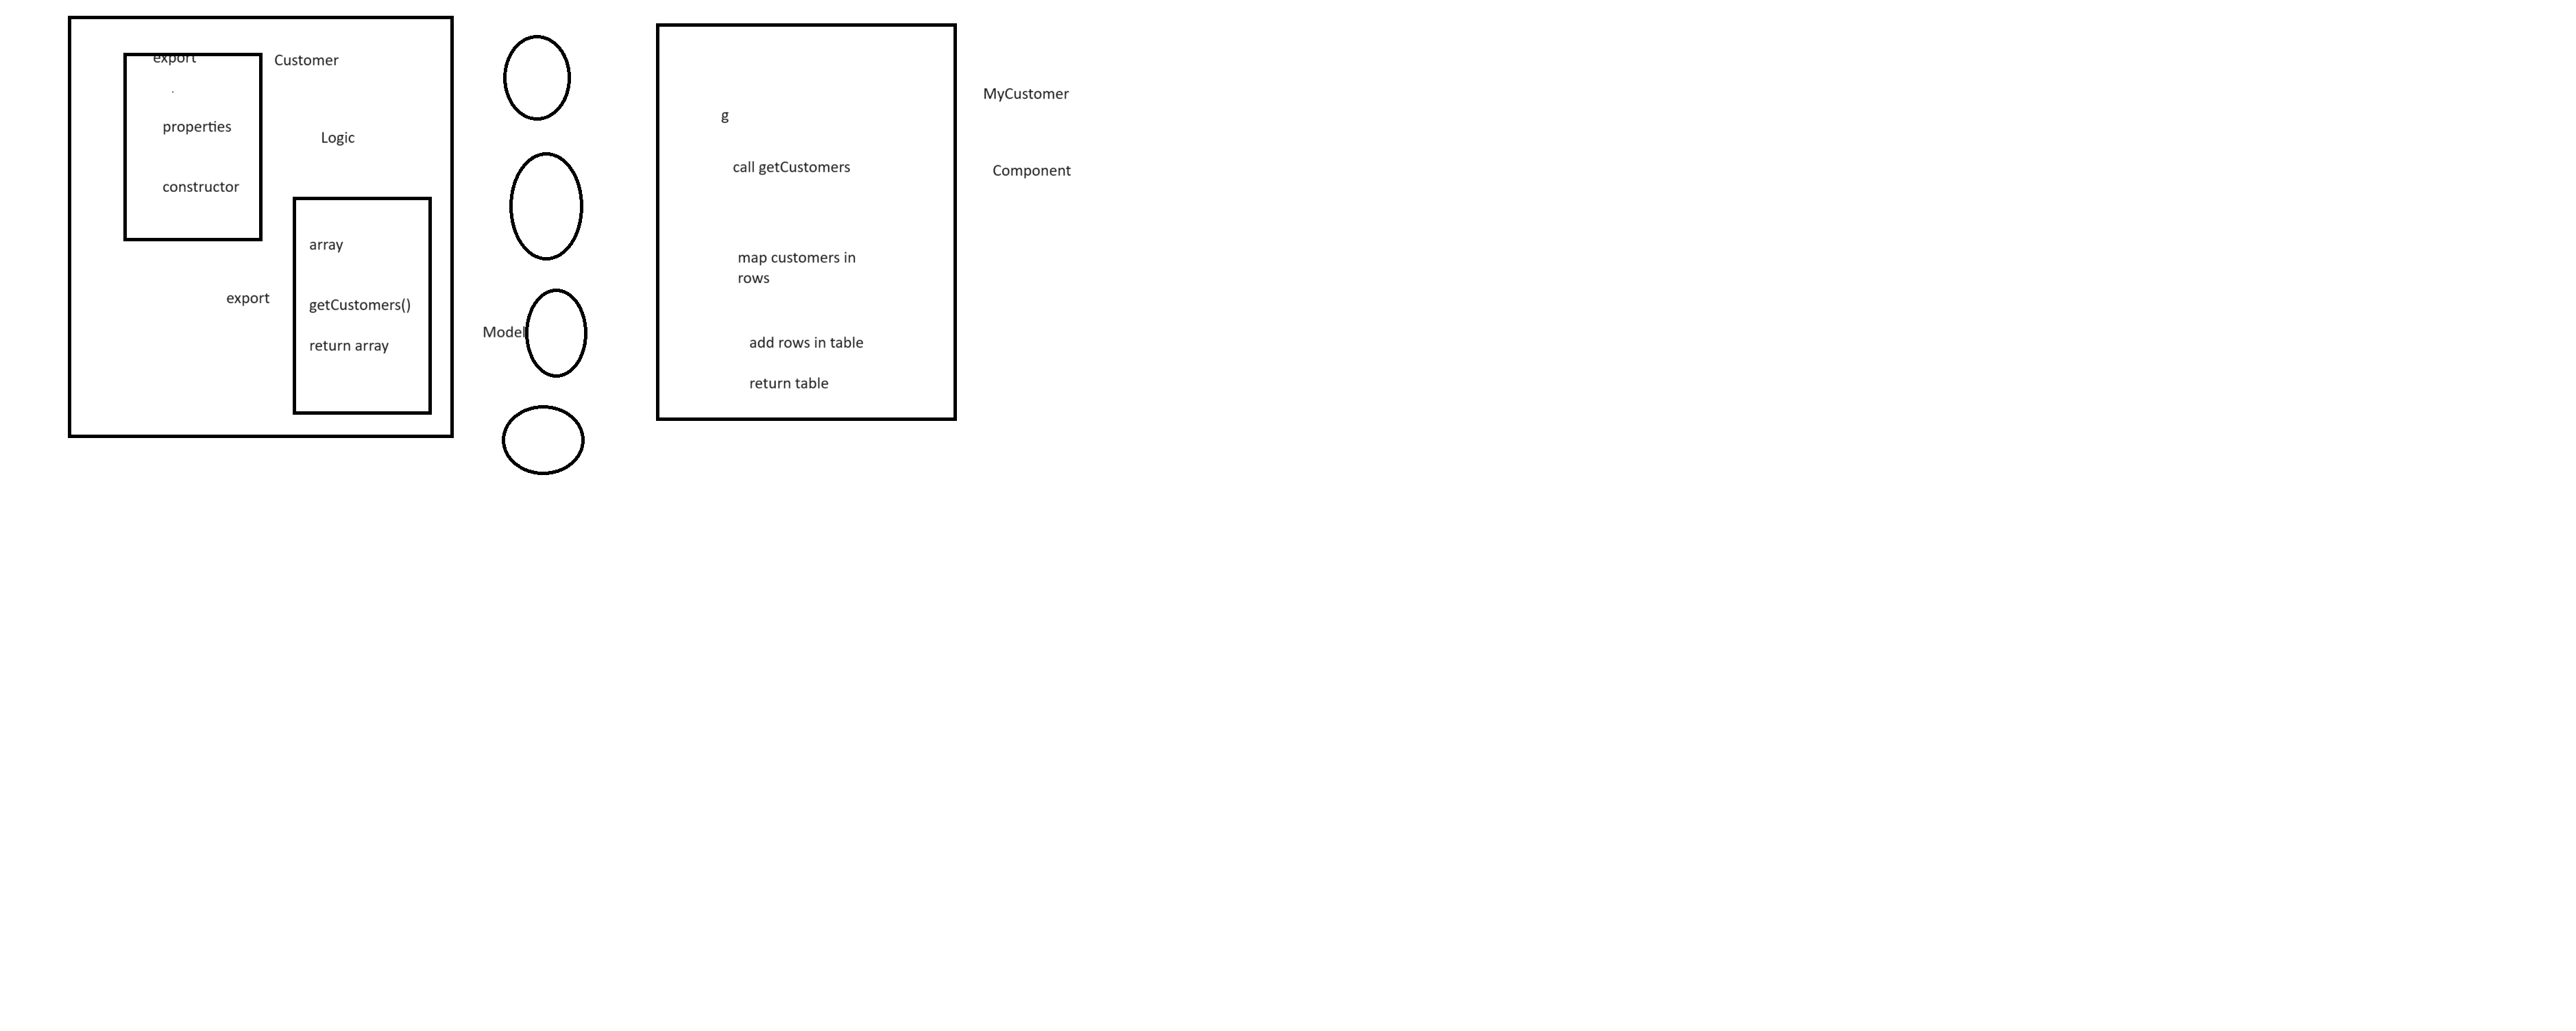 export
Customer
.
properties
Logic
constructor
array
export
getCustomers()
return array
Model
g
call getCustomers
map customers in
rows
add rows in table
return table
MyCustomer
Component